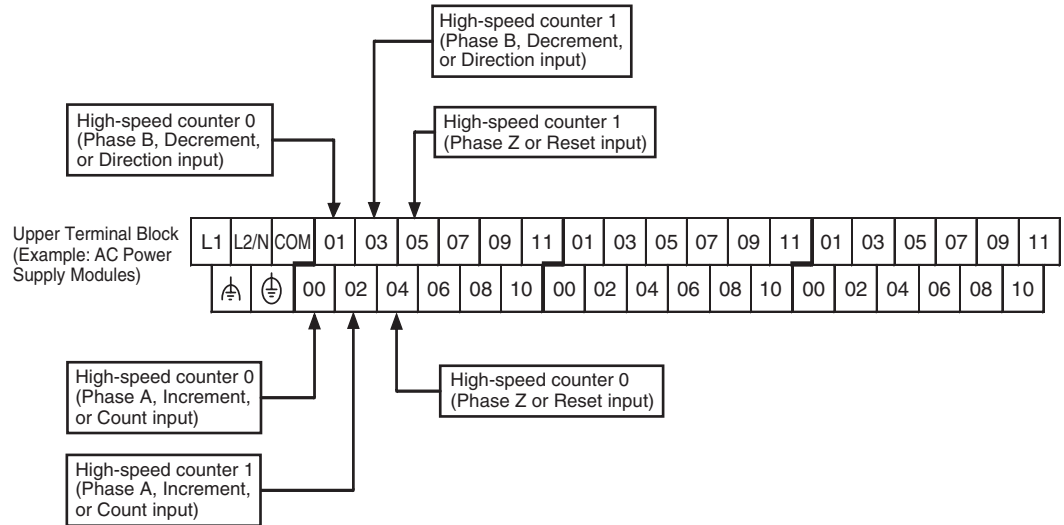 High-speed counter 1
(Phase B, Decrement,
or Direction input)
High-speed counter 0
(Phase B, Decrement,
or Direction input)
High-speed counter 1
(Phase Z or Reset input)
Upper Terminal Block
(Example: AC Power
Supply Modules)
L1 L2/N COM 01 03 05 07 09 11 01 03 05 07 09 11 01 03 05 07 09 11
00 02 04 06 08 10 00 02 04 06 08 10 00 02 04 06 08 10
High-speed counter 0
(Phase A, Increment,
or Count input)
High-speed counter 0
(Phase Z or Reset input)
High-speed counter 1
(Phase A, Increment,
or Count input)